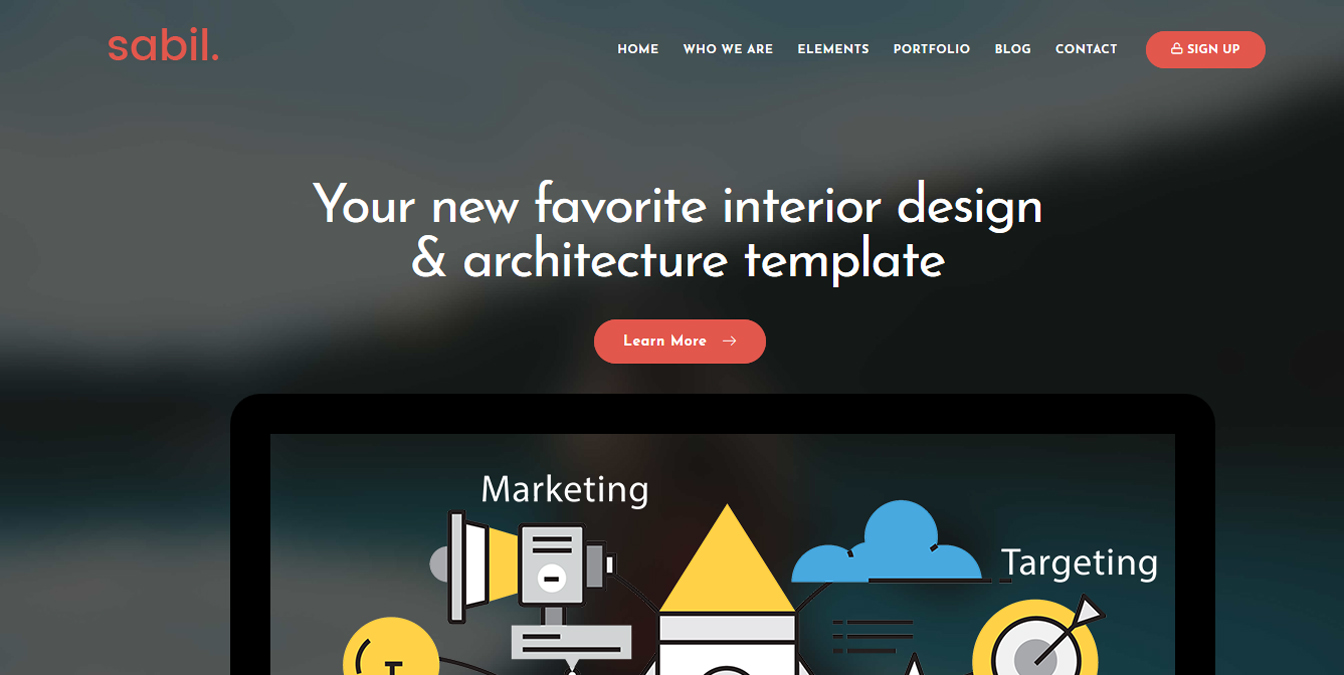 sabil.
HOME WHO WE ARE ELEMENTS PORTFOLIO BLOG CONTACT SIGN UP
Your new favorite interior design
& architecture template
Learn More
Marketing
Targeting